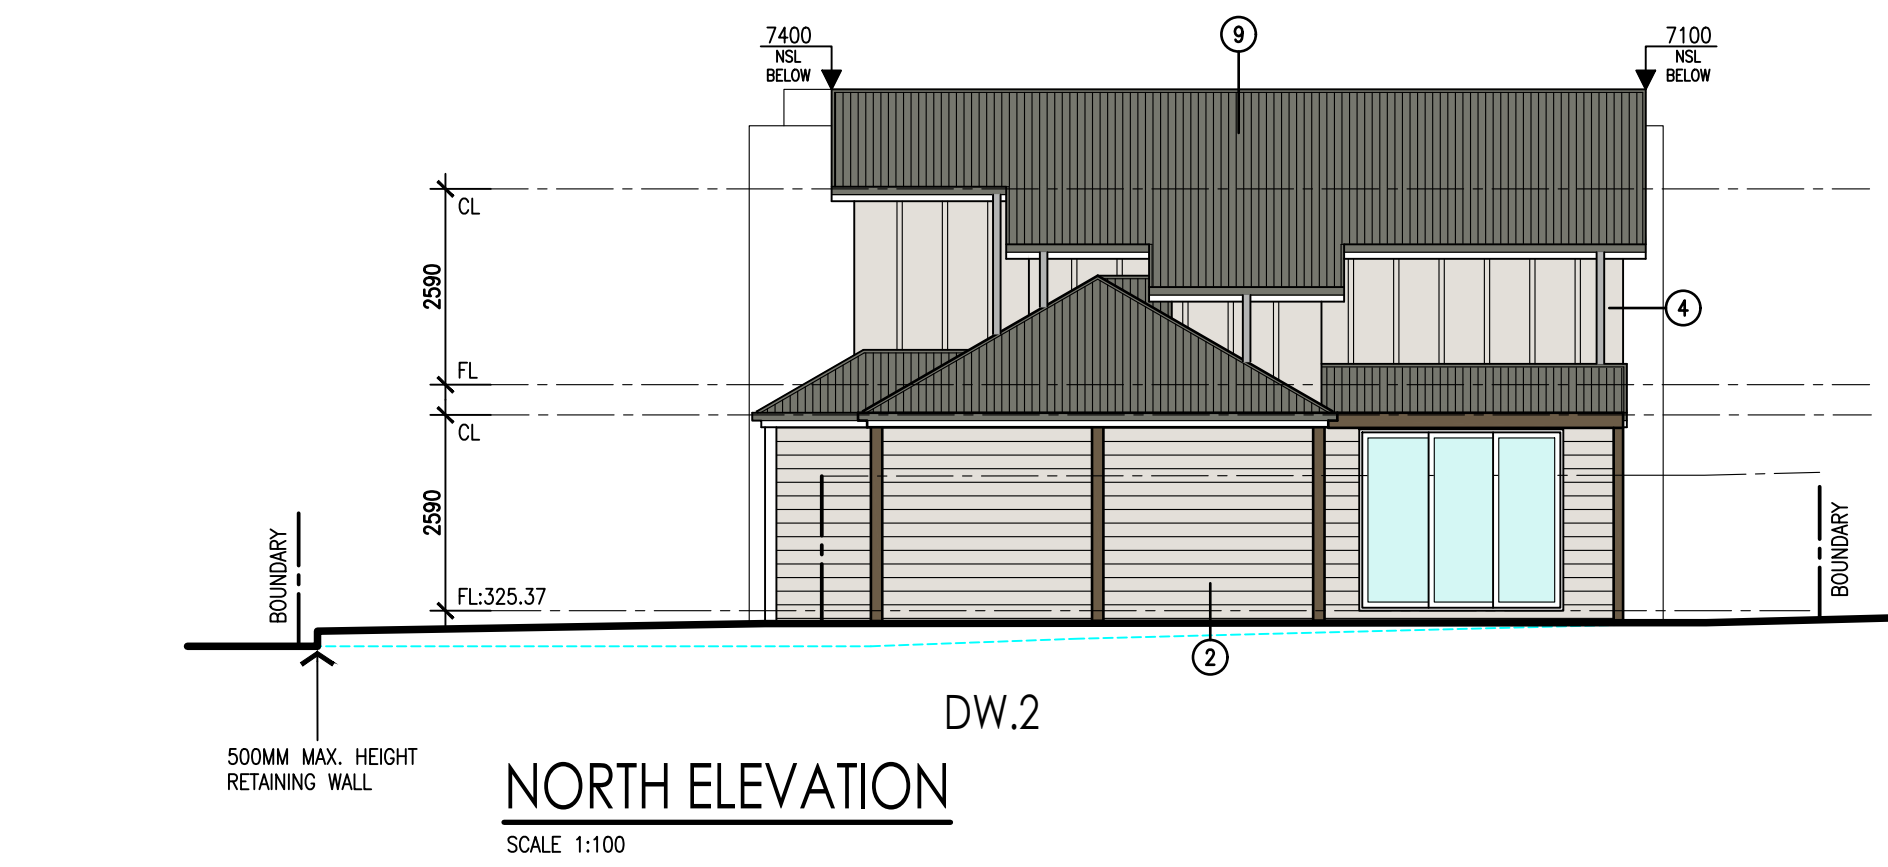 7400
NSL
BELOW
9
7100
NSL
BELOW
CL
2590
4
FL
CL
2590
BOUNDARY
BOUNDARY
FL:325.37
2
DW.2
500MM MAX. HEIGHT
RETAINING WALL
NORTH ELEVATION
SCALE 1:100